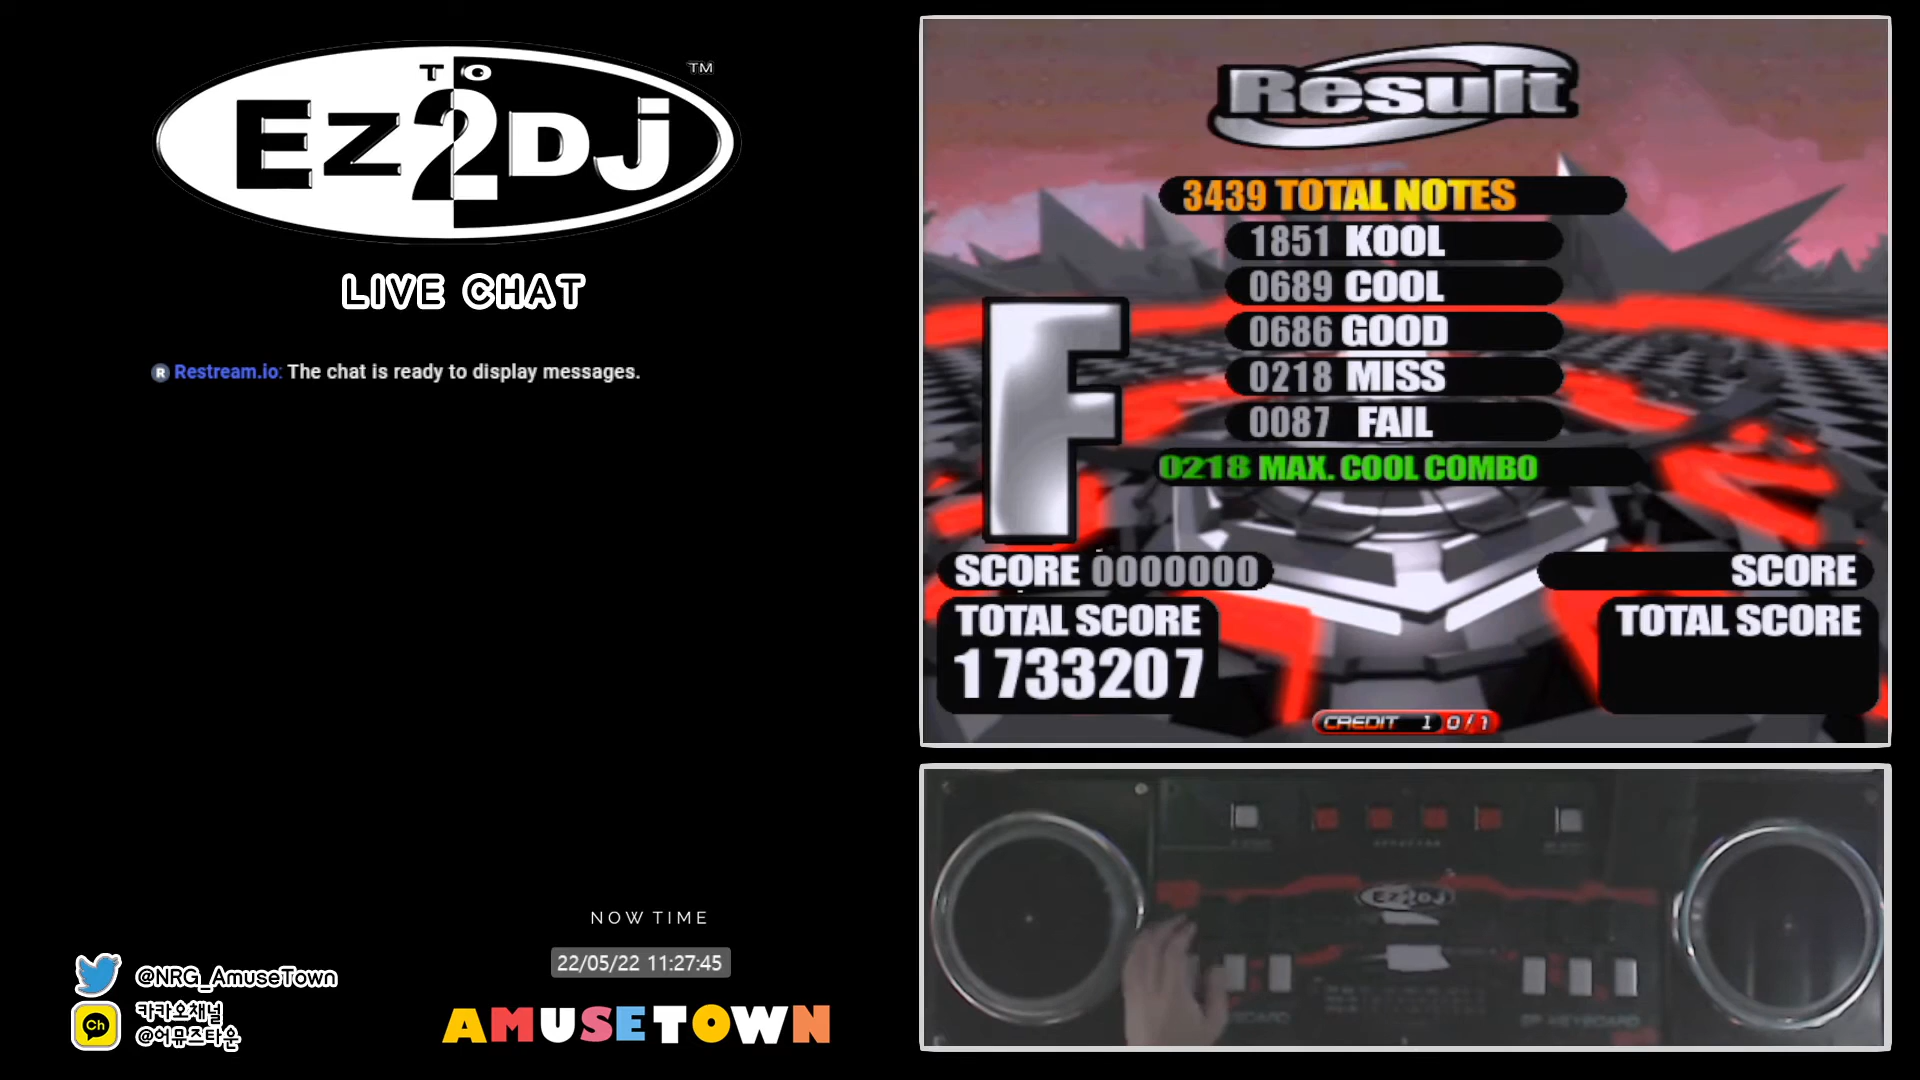 TO
Ez2Dj
TM
LIVE CHAT
Restream.io: The chat is ready to display messages.
NOW TIME
22/05/22 11:27:45
@NRG_AmuseTown
카카오채널
@어뮤즈타운
Ch
AMUSETOWN
Result
3439 TOTAL NOTES
1851 KOOL
0689 COOL
0686 GOOD
0218 MISS
0087 FAIL
0218 MAX. COOL COMBO
F
SCORE 0000000
TOTAL SCORE
1733207
SCORE
TOTAL SCORE
CREDIT 1 0/1
EZ2DJ